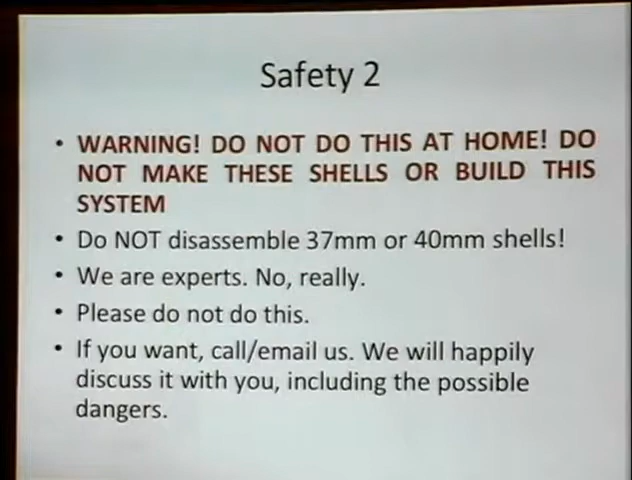 Safety 2
• WARNING! DO NOT DO THIS AT HOME! DO
NOT MAKE THESE SHELLS OR BUILD THIS
SYSTEM
• Do NOT disassemble 37mm or 40mm shells!
• We are experts. No, really.
• Please do not do this.
• If you want, call/email us. We will happily
discuss it with you, including the possible
dangers.